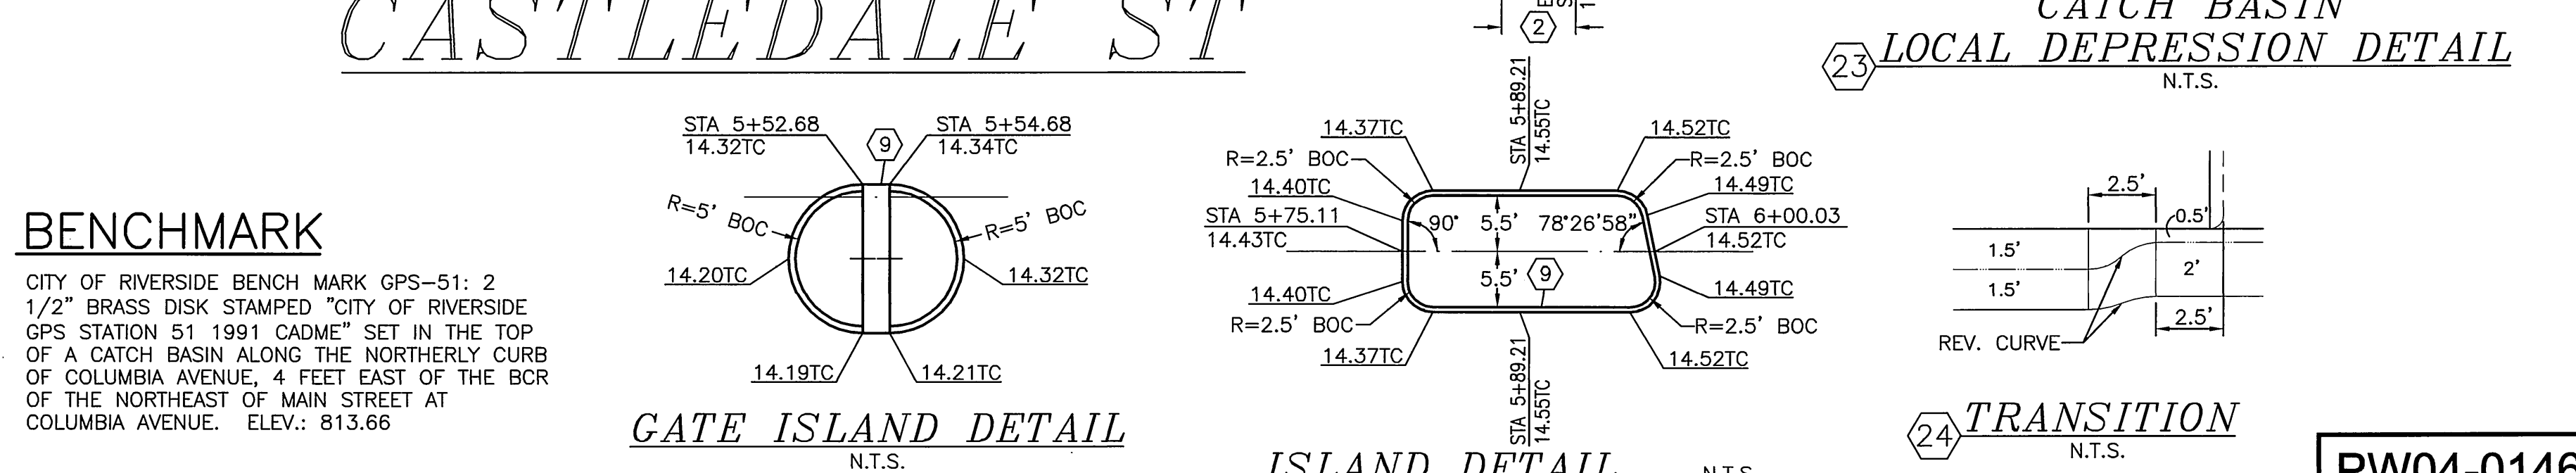 CASTLEDALE ST
BENCHMARK
CITY OF RIVERSIDE BENCH MARK GPS-51: 2
1/2" BRASS DISK STAMPED "CITY OF RIVERSIDE
GPS STATION 51 1991 CADME" SET IN THE TOP
OF A CATCH BASIN ALONG THE NORTHERLY CURB
OF COLUMBIA AVENUE, 4 FEET EAST OF THE BCR
OF THE NORTHEAST OF MAIN STREET AT
COLUMBIA AVENUE. ELEV.: 813.66
STA 5+52.68
14.32TC
9
STA 5+54.68
14.34TC
R=5' BOC
R=5' BOC
14.20TC
14.32TC
14.19TC
14.21TC
GATE ISLAND DETAIL
N.T.S.
2
STA 5+89.21
14.55TC
14.37TC
14.52TC
R=2.5' BOC
R=2.5' BOC
14.40TC
14.49TC
STA 5+75.11
14.43TC
90°
5.5'
78°26'58"
STA 6+00.03
14.52TC
5.5'
9
14.40TC
14.49TC
R=2.5' BOC
R=2.5' BOC
14.37TC
14.52TC
STA 5+89.21
14.55TC
ISLAND DETAIL
N.T.S.
CATCH BASIN
23 LOCAL DEPRESSION DETAIL
N.T.S.
2.5'
0.5'
1.5'
2'
1.5'
2.5'
REV. CURVE
24 TRANSITION
N.T.S.
PW04-0146